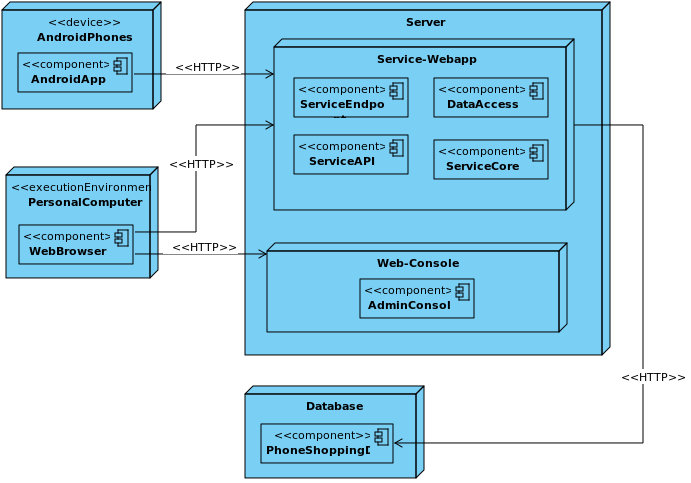 <<device>>
AndroidPhones
<<component>
AndroidApp
<<HTTP>>
Server
Service-Webapp
<<component>
ServiceEndpo
<<component>
DataAccess
<<component>
ServiceAPI
<<component>
ServiceCore
<<HTTP>>
<<executionEnvironmen
PersonalComputer
<<component>
WebBrowser
<<HTTP>>
Web-Console
<<component>
AdminConsol
<<HTTP>>
Database
<<component>>
PhoneShoppingD